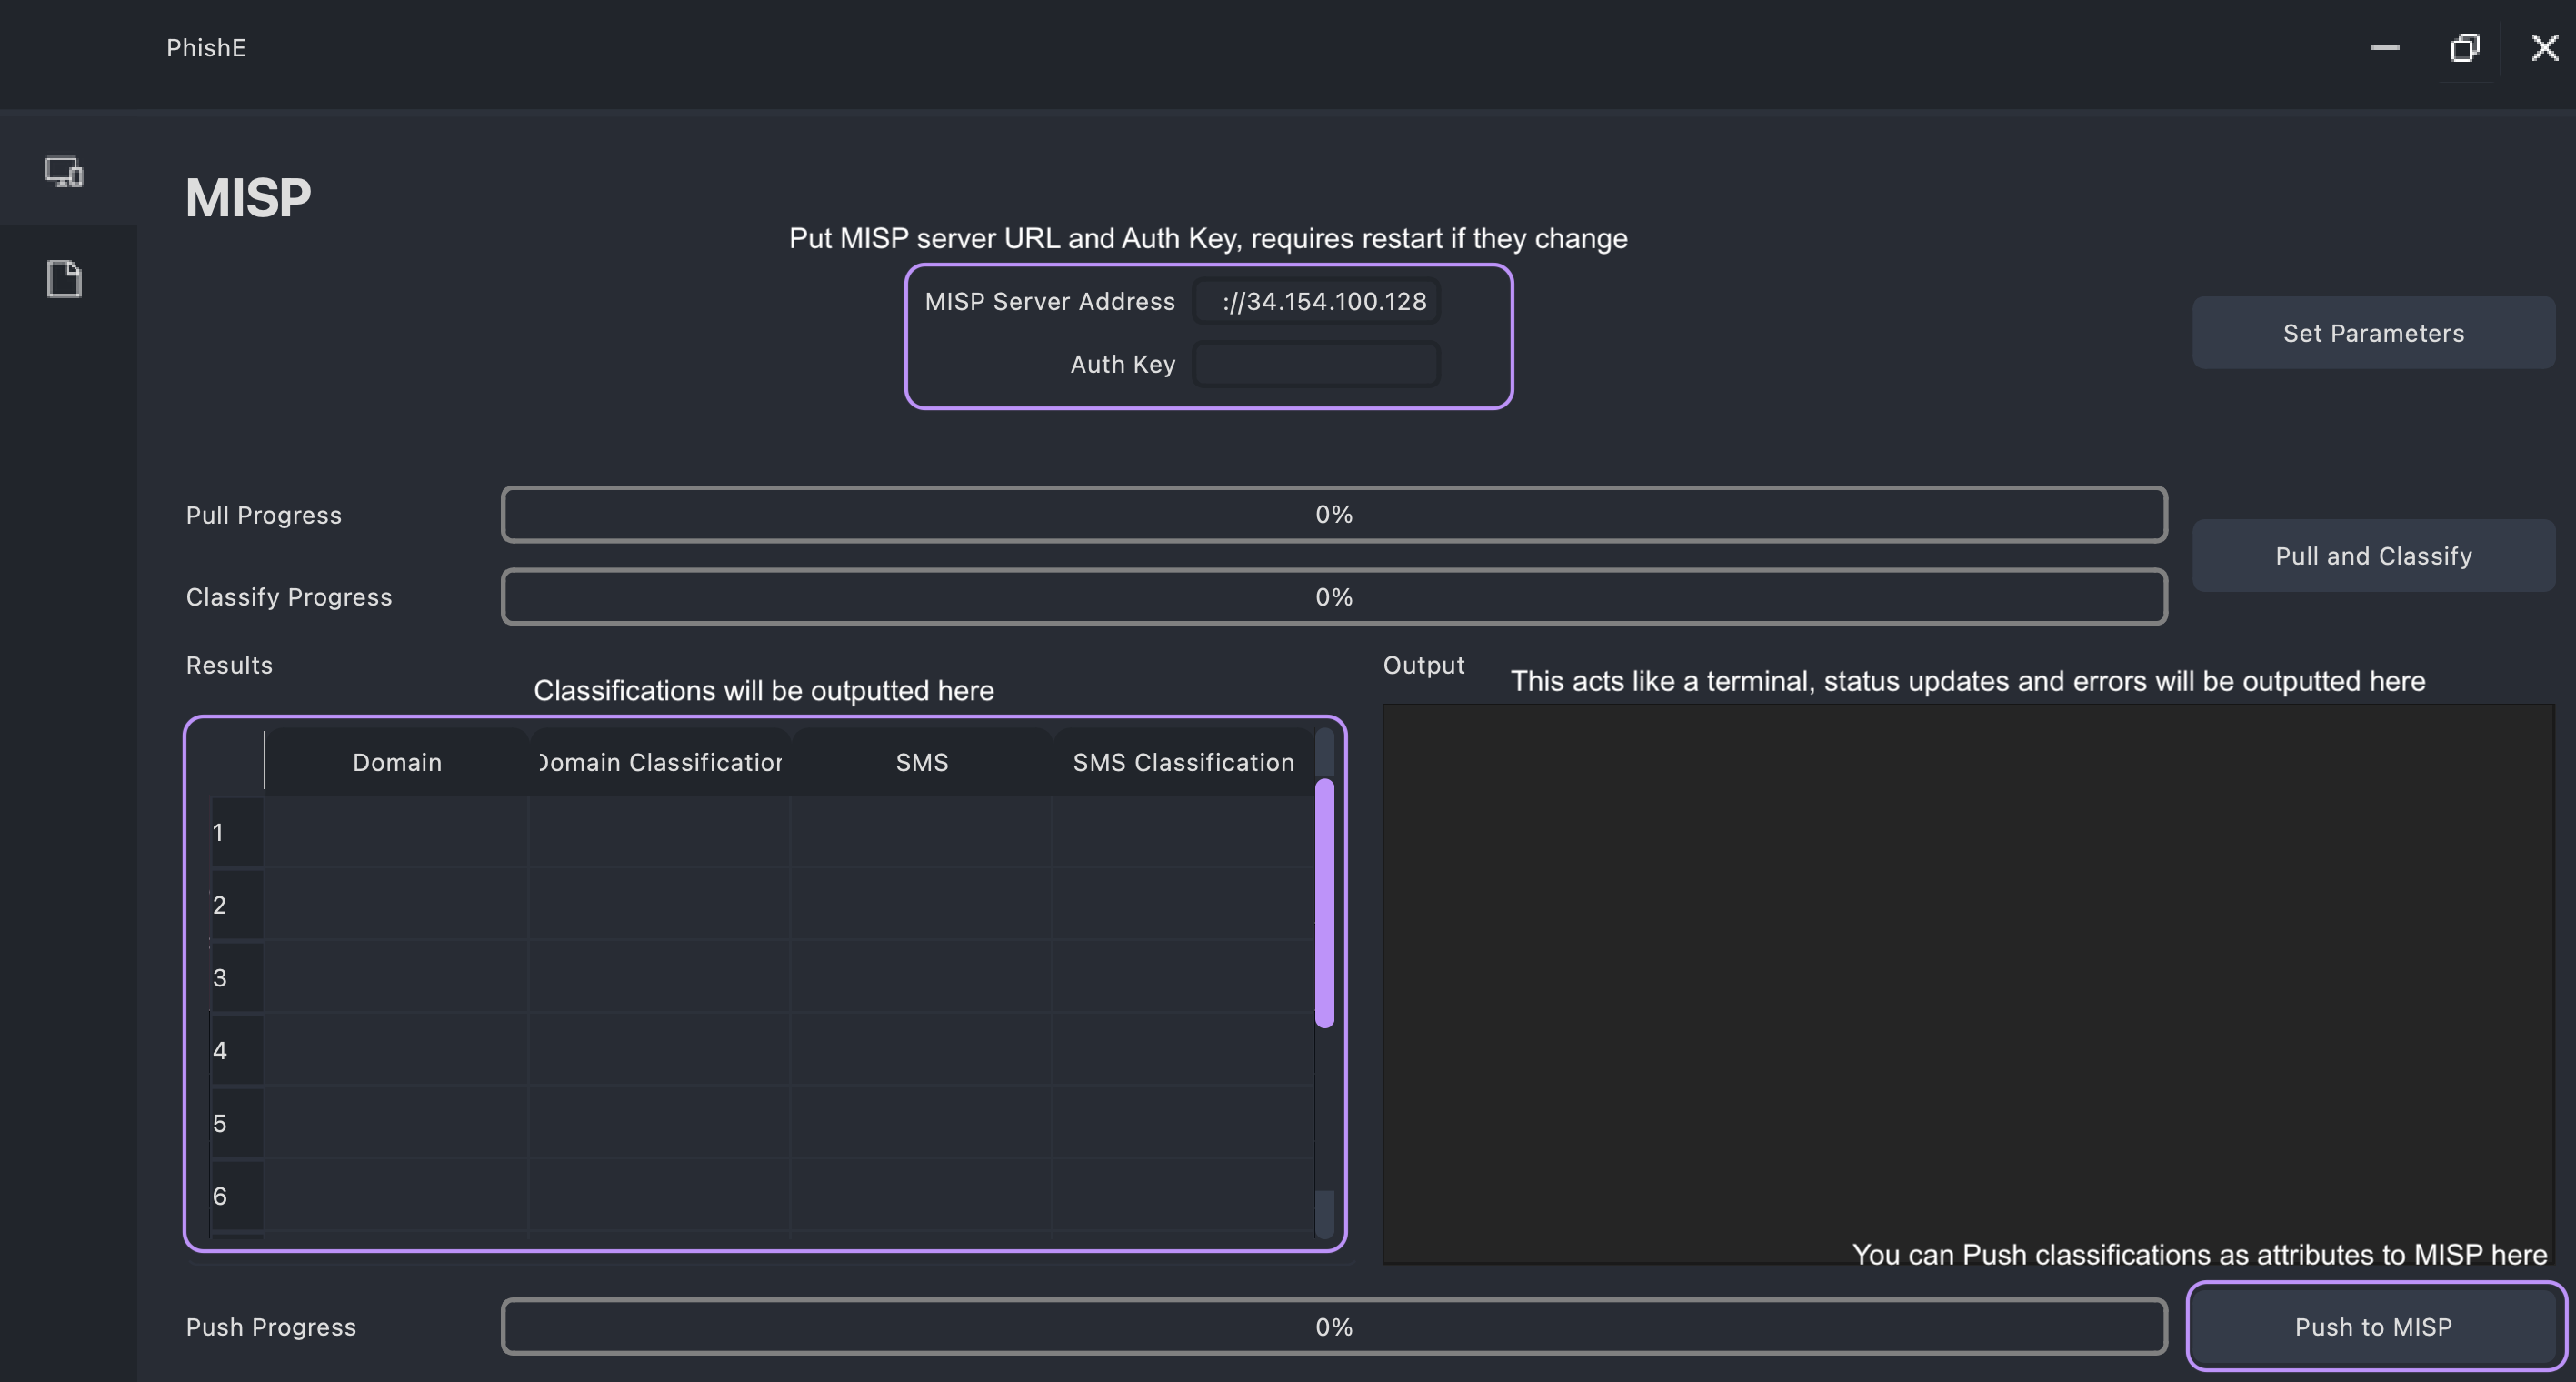 PhishE
MISP
Put MISP server URL and Auth Key, requires restart if they change
MISP Server Address ://34.154.100.128
Auth Key
Set Parameters
Pull Progress 0%
Pull and Classify
Classify Progress 0%
Results
Classifications will be outputted here
Output
This acts like a terminal, status updates and errors will be outputted here
Domain Domain Classification SMS SMS Classification
1
2
3
4
5
6
You can Push classifications as attributes to MISP here
Push Progress 0%
Push to MISP